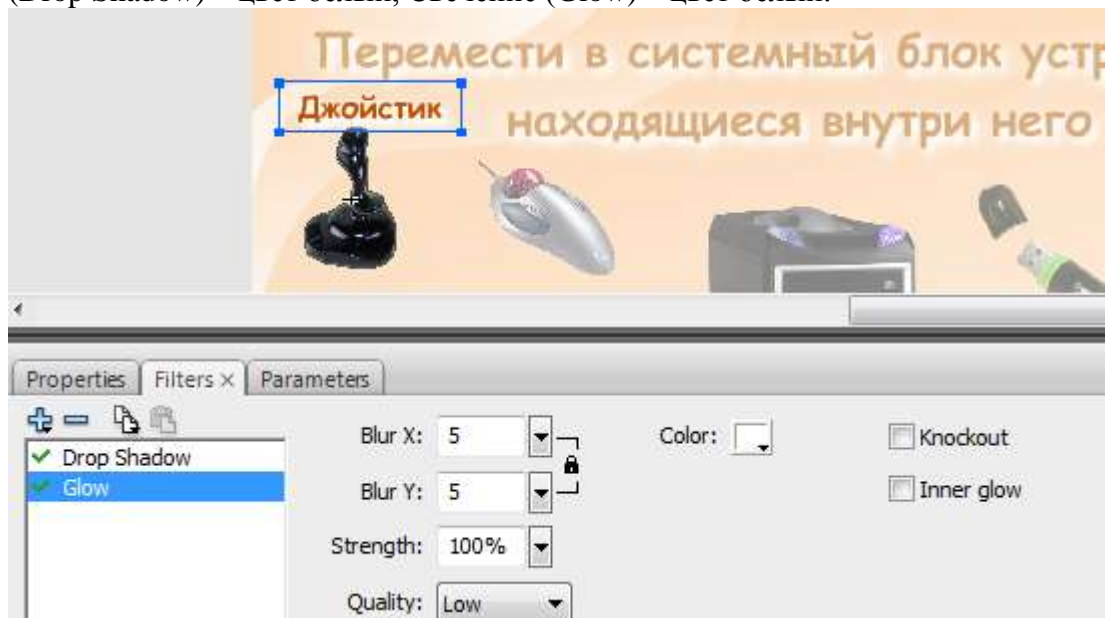 (Drop Shadow) – цвет белый, Свечение (Glow) – цвет белый.
Перемести в системный блок устр
Джойстик
находящиеся внутри него
Properties Filters × Parameters
Blur X: 5 Color: Knockout
Drop Shadow
Glow Blur Y: 5 Inner glow
Strength: 100%
Quality: Low